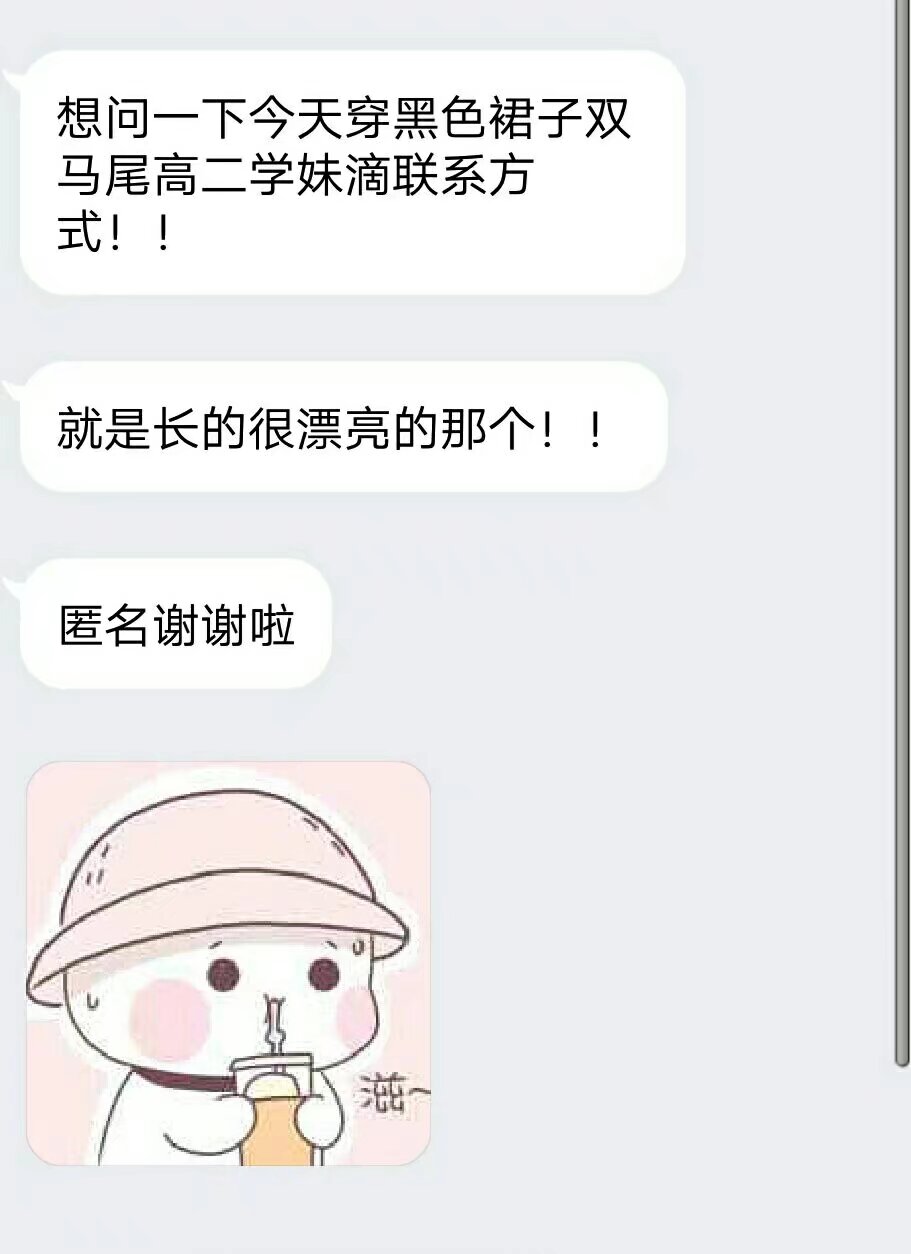 想问一下今天穿黑色裙子双
马尾高二学妹滴联系方
式！！
就是长的很漂亮的那个！！
匿名谢谢啦
滋~